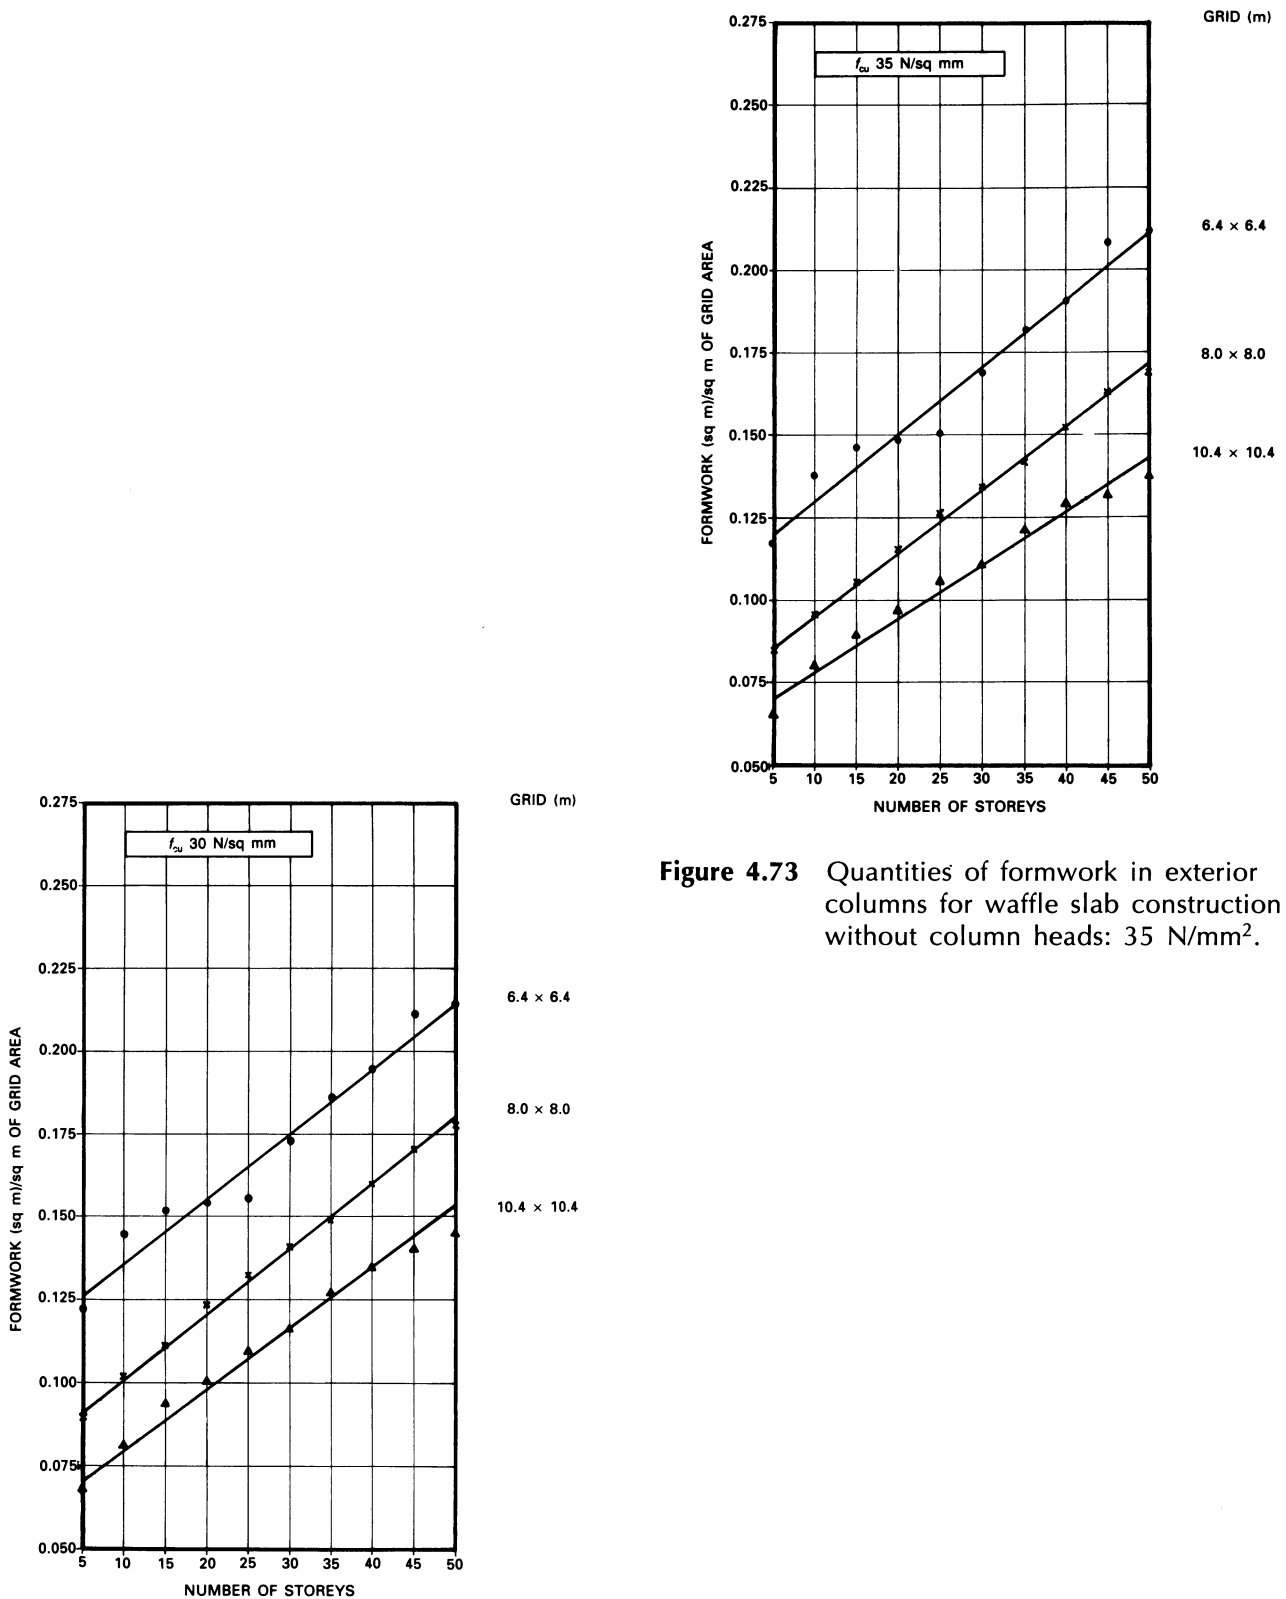 GRID (m)
0.275
f_cu 35 N/sq mm
0.250
0.225
6.4 × 6.4
0.200
0.175
8.0 × 8.0
0.150
10.4 × 10.4
0.125
0.100
0.075
0.050
5 10 15 20 25 30 35 40 45 50
NUMBER OF STOREYS
FORMWORK (sq m)/sq m OF GRID AREA
Figure 4.73 Quantities of formwork in exterior
columns for waffle slab construction
without column heads: 35 N/mm².
GRID (m)
0.275
f_cu 30 N/sq mm
0.250
0.225
6.4 × 6.4
0.200
0.175
8.0 × 8.0
0.150
10.4 × 10.4
0.125
0.100
0.075
0.050
5 10 15 20 25 30 35 40 45 50
NUMBER OF STOREYS
FORMWORK (sq m)/sq m OF GRID AREA